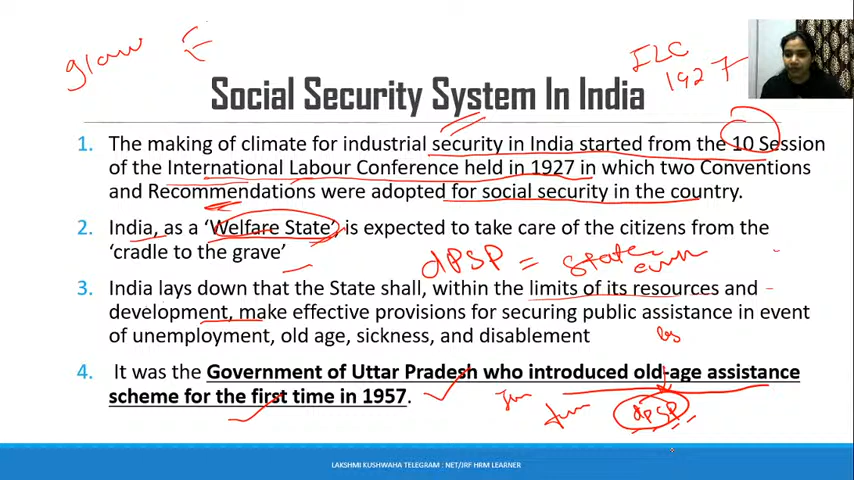 ILC
1927
Social Security System In India
1. The making of climate for industrial security in India started from the 10 Session
of the International Labour Conference held in 1927 in which two Conventions
and Recommendations were adopted for social security in the country.
2. India, as a ‘Welfare State’, is expected to take care of the citizens from the
‘cradle to the grave’
dPSP = State
3. India lays down that the State shall, within the limits of its resources and
development, make effective provisions for securing public assistance in event
of unemployment, old age, sickness, and disablement
4. It was the Government of Uttar Pradesh who introduced old-age assistance
scheme for the first time in 1957.
dPSP
LAKSHMI KUSHWAHA TELEGRAM : NET/JRF HRM LEARNER